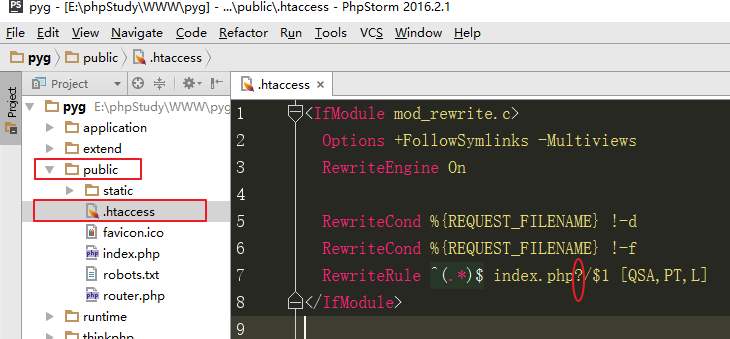 PS pyg - [E:\phpStudy\WWW\pyg] - ...\public\.htaccess - PhpStorm 2016.2.1
File Edit View Navigate Code Refactor Run Tools VCS Window Help
pyg public .htaccess
Project
Project
.htaccess ×
pyg E:\phpStudy\WWW\pyg
application
extend
public
static
.htaccess
favicon.ico
index.php
robots.txt
router.php
runtime
thinkphp
1 <IfModule mod_rewrite.c>
2 Options +FollowSymlinks -Multiviews
3 RewriteEngine On
4
5 RewriteCond %{REQUEST_FILENAME} !-d
6 RewriteCond %{REQUEST_FILENAME} !-f
7 RewriteRule ^(.*)$ index.php?/$1 [QSA,PT,L]
8 </IfModule>
9